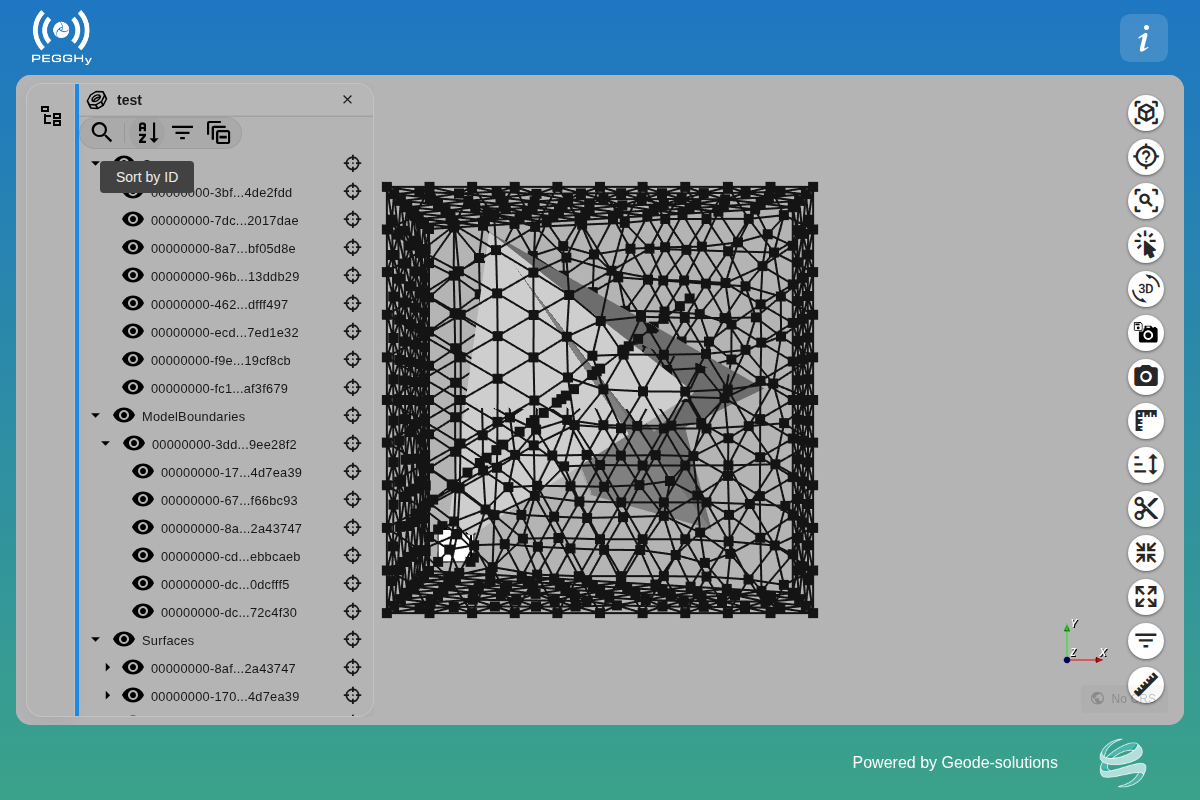 PEGGHy
i
test
Sort by ID
00000000-3bf...4de2fdd
00000000-7dc...2017dae
00000000-8a7...bf05d8e
00000000-96b...13ddb29
00000000-462...dfff497
00000000-ecd...7ed1e32
00000000-f9e...19cf8cb
00000000-fc1...af3f679
ModelBoundaries
00000000-3dd...9ee28f2
00000000-17...4d7ea39
00000000-67...f66bc93
00000000-8a...2a43747
00000000-cd...ebbcaeb
00000000-dc...0dcfff5
00000000-dc...72c4f30
Surfaces
00000000-8af...2a43747
00000000-170...4d7ea39
3D
Y
Z X
No CRS
Powered by Geode-solutions